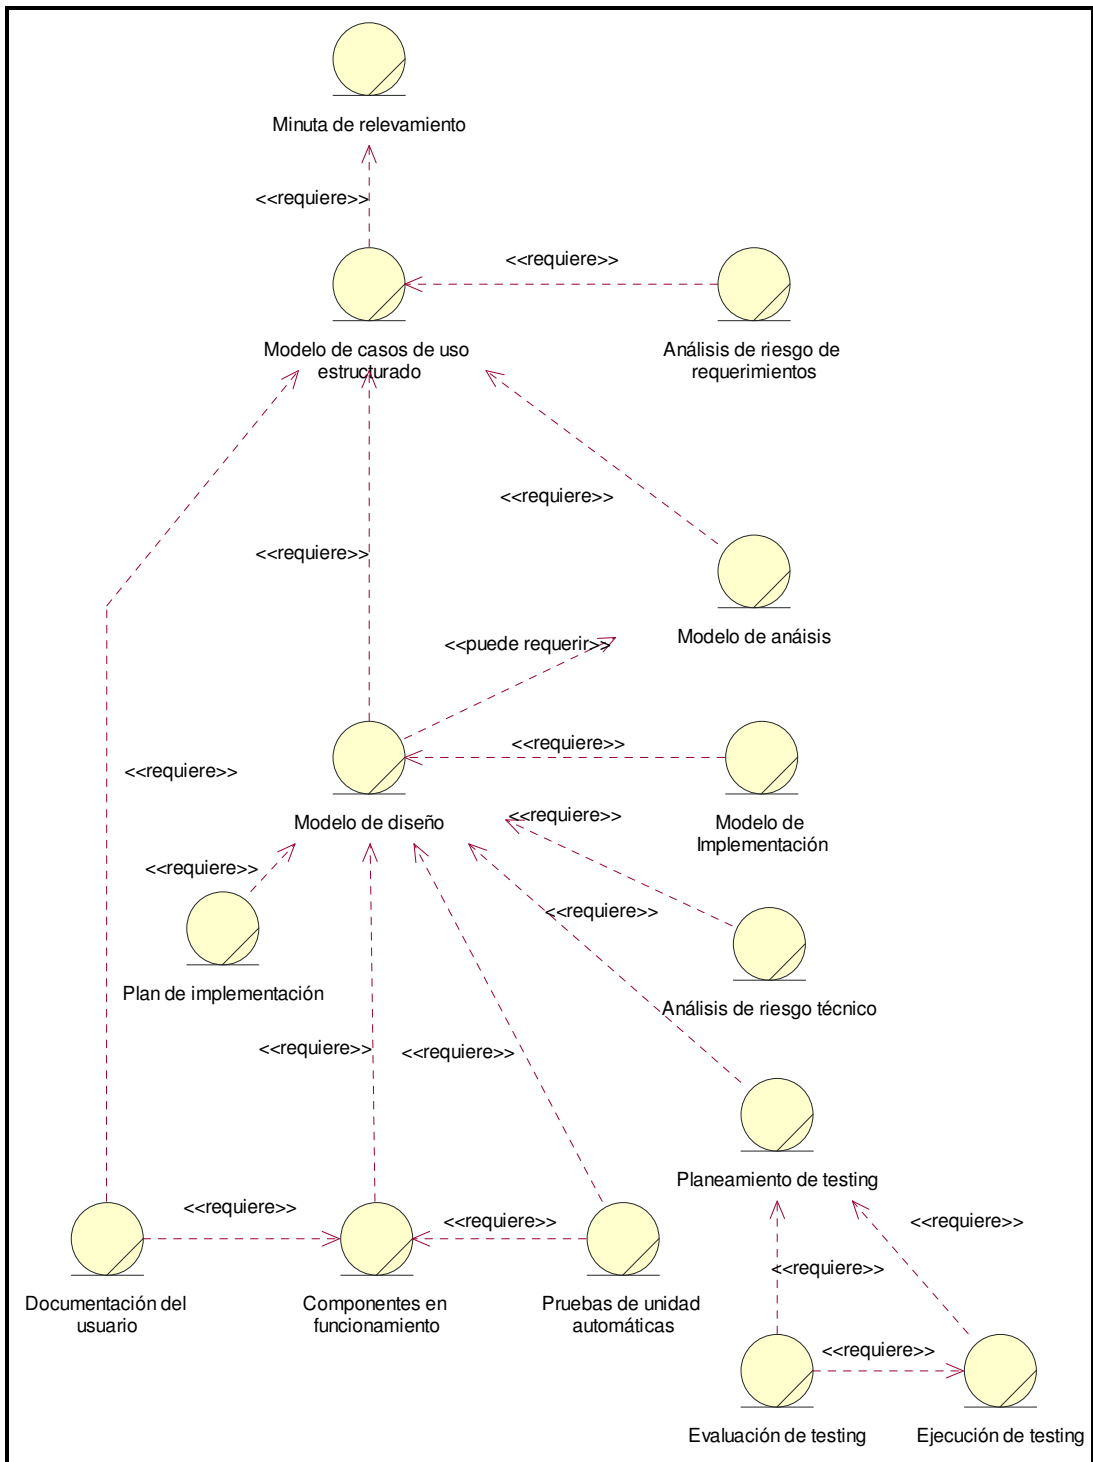 Minuta de relevamiento
<<requiere>>
<<requiere>>
Modelo de casos de uso
estructurado
Análisis de riesgo de
requerimientos
<<requiere>>
<<requiere>>
Modelo de anáisis
<<puede requerir>>
<<requiere>>
<<requiere>>
Modelo de diseño
<<requiere>>
Modelo de
Implementación
<<requiere>>
<<requiere>>
Plan de implementación
Análisis de riesgo técnico
<<requiere>>
<<requiere>>
Planeamiento de testing
<<requiere>>
<<requiere>>
<<requiere>>
<<requiere>>
Documentación del
usuario
Componentes en
funcionamiento
Pruebas de unidad
automáticas
<<requiere>>
Evaluación de testing
Ejecución de testing